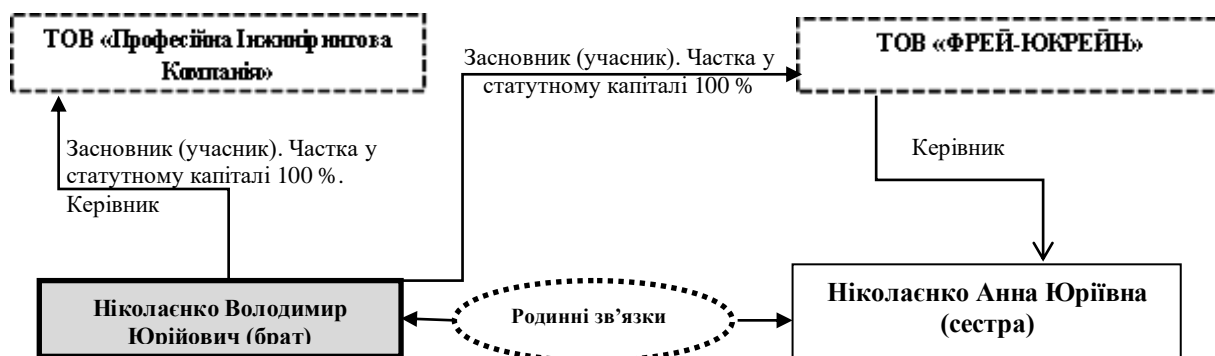 ТОВ «Професійна Інжинірингова
Компанія»
ТОВ «ФРЕЙ-ЮКРЕЙН»
Засновник (учасник). Частка у
статутному капіталі 100 %
Засновник (учасник). Частка у
статутному капіталі 100 %.
Керівник
Керівник
Ніколаєнко Володимир
Юрійович (брат)
Родинні зв’язки
Ніколаєнко Анна Юріївна
(сестра)